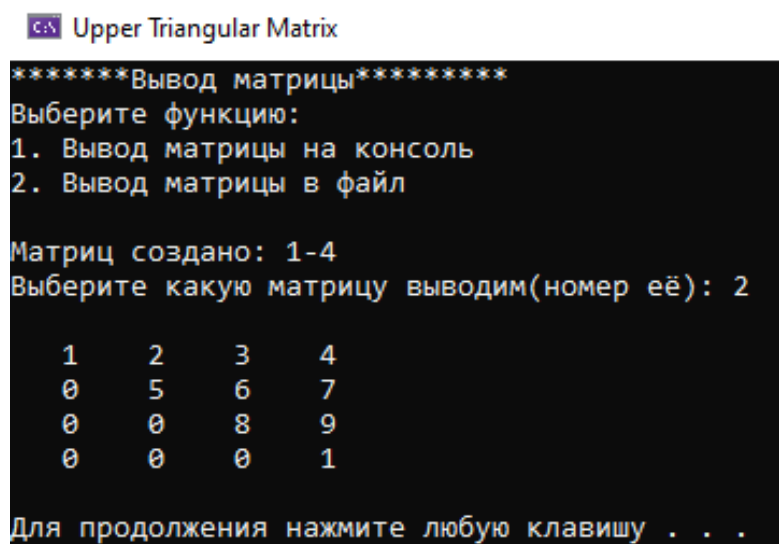 Upper Triangular Matrix
*******Вывод матрицы*********
Выберите функцию:
1. Вывод матрицы на консоль
2. Вывод матрицы в файл
Матриц создано: 1-4
Выберите какую матрицу выводим(номер её): 2
1 2 3 4
0 5 6 7
0 0 8 9
0 0 0 1
Для продолжения нажмите любую клавишу . . .